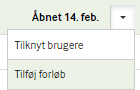 Åbnet 14. feb.
Tilknyt brugere
Tilføj forløb